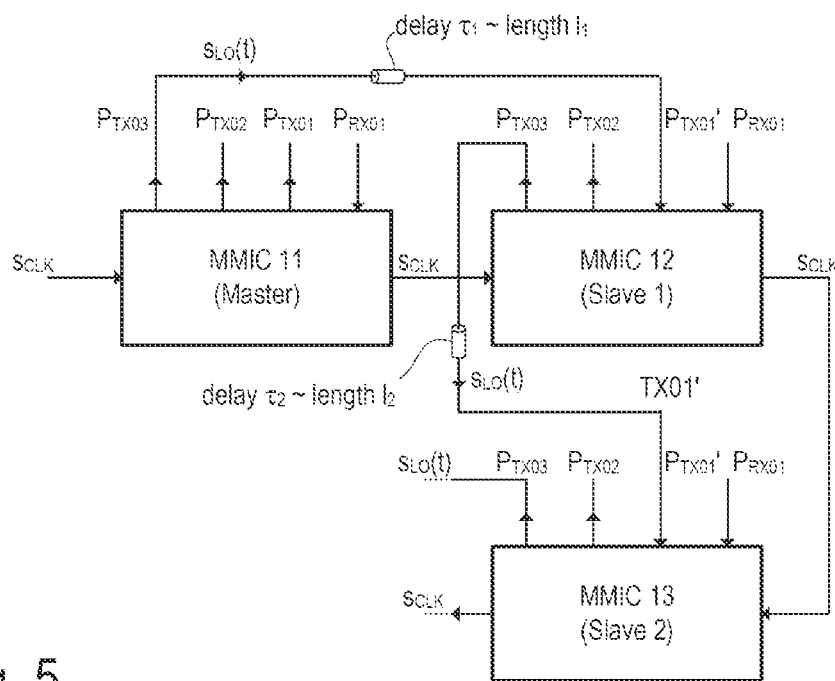 delay τ₁ ~ length l₁
sLO(t)
PTX03 PTX02 PTX01 PRX01 PTX03 PTX02 PTX01' PRX01
sCLK MMIC 11 sCLK MMIC 12 sCLK
(Master) (Slave 1)
delay τ₂ ~ length l₂ sLO(t) TX01'
sLO(t) PTX03 PTX02 PTX01' PRX01
sCLK MMIC 13
(Slave 2)
5